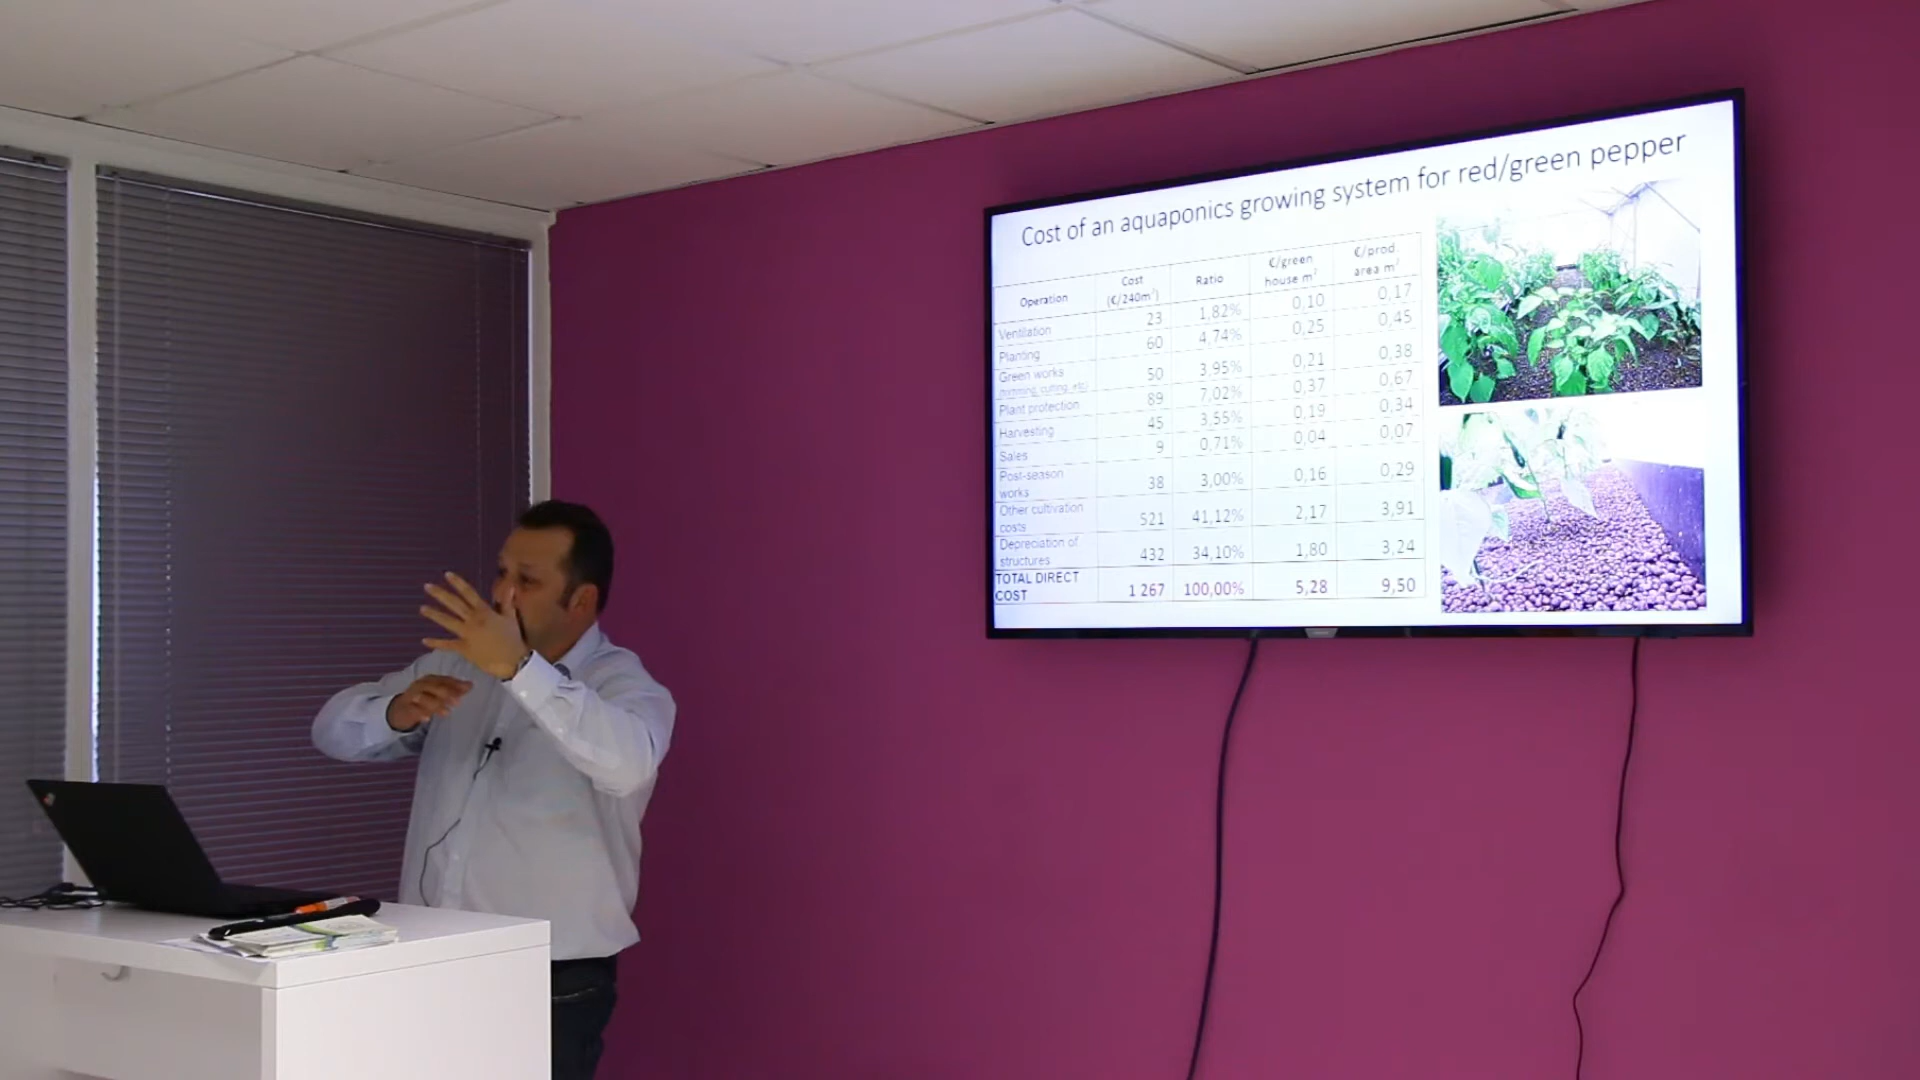 Cost of an aquaponics growing system for red/green pepper
Operation Cost (€/240m²) Ratio €/green house m² €/prod. area m²
Ventilation 23 1,82% 0,10 0,17
Planting 60 4,74% 0,25 0,45
Green works (trimming, cutting, etc) 50 3,95% 0,21 0,38
Plant protection 89 7,02% 0,37 0,67
Harvesting 45 3,55% 0,19 0,34
Sales 9 0,71% 0,04 0,07
Post-season works 38 3,00% 0,16 0,29
Other cultivation costs 521 41,12% 2,17 3,91
Depreciation of structures 432 34,10% 1,80 3,24
TOTAL DIRECT COST 1 267 100,00% 5,28 9,50